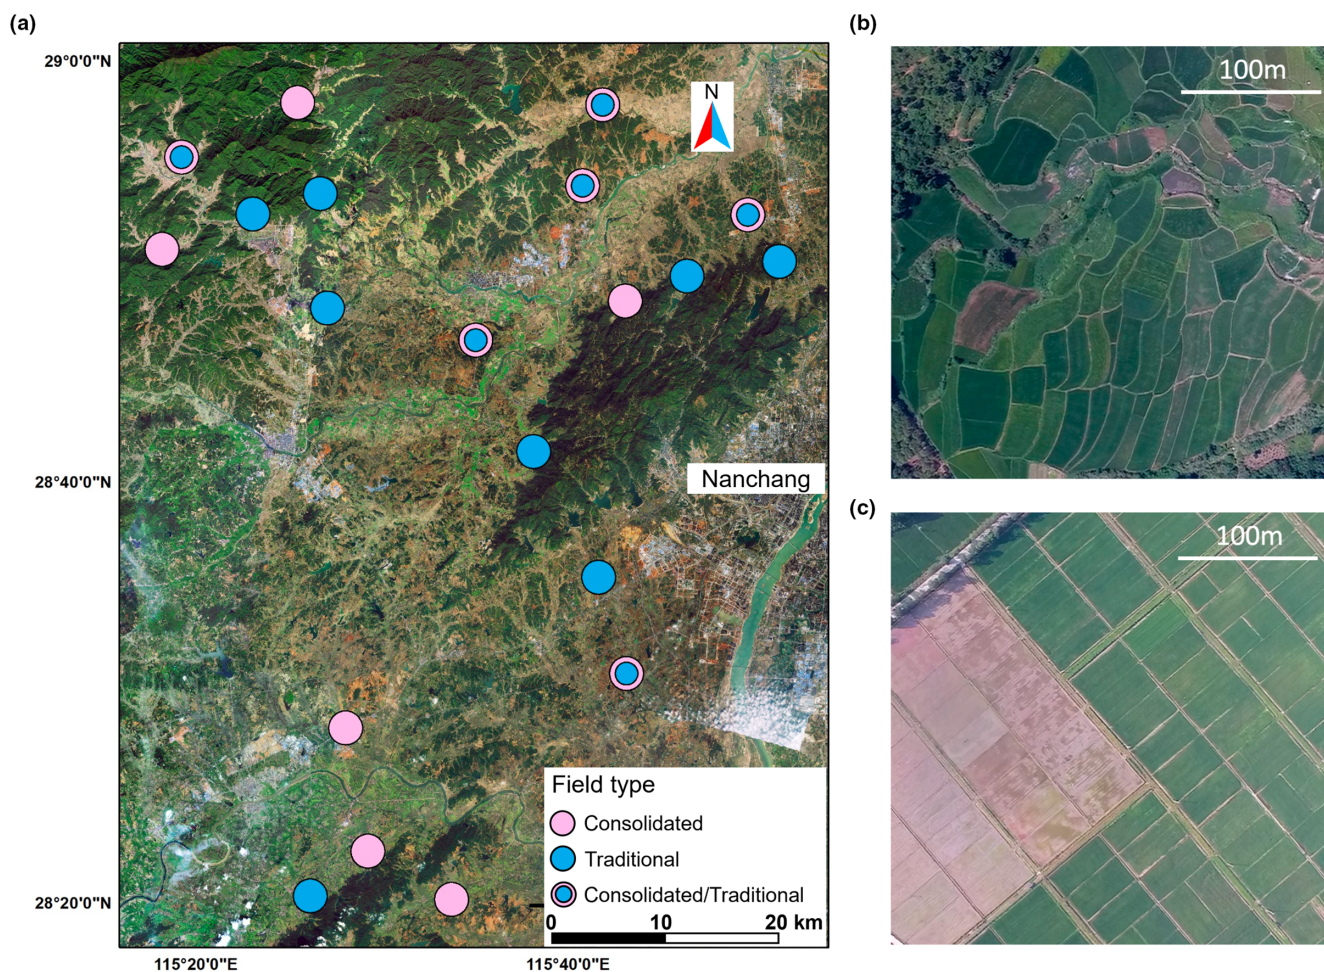 (a)
29°0'0"N
28°40'0"N
28°20'0"N
115°20'0"E
115°40'0"E
N
Nanchang
Field type
Consolidated
Traditional
Consolidated/Traditional
0 10 20 km
(b)
100m
(c)
100m